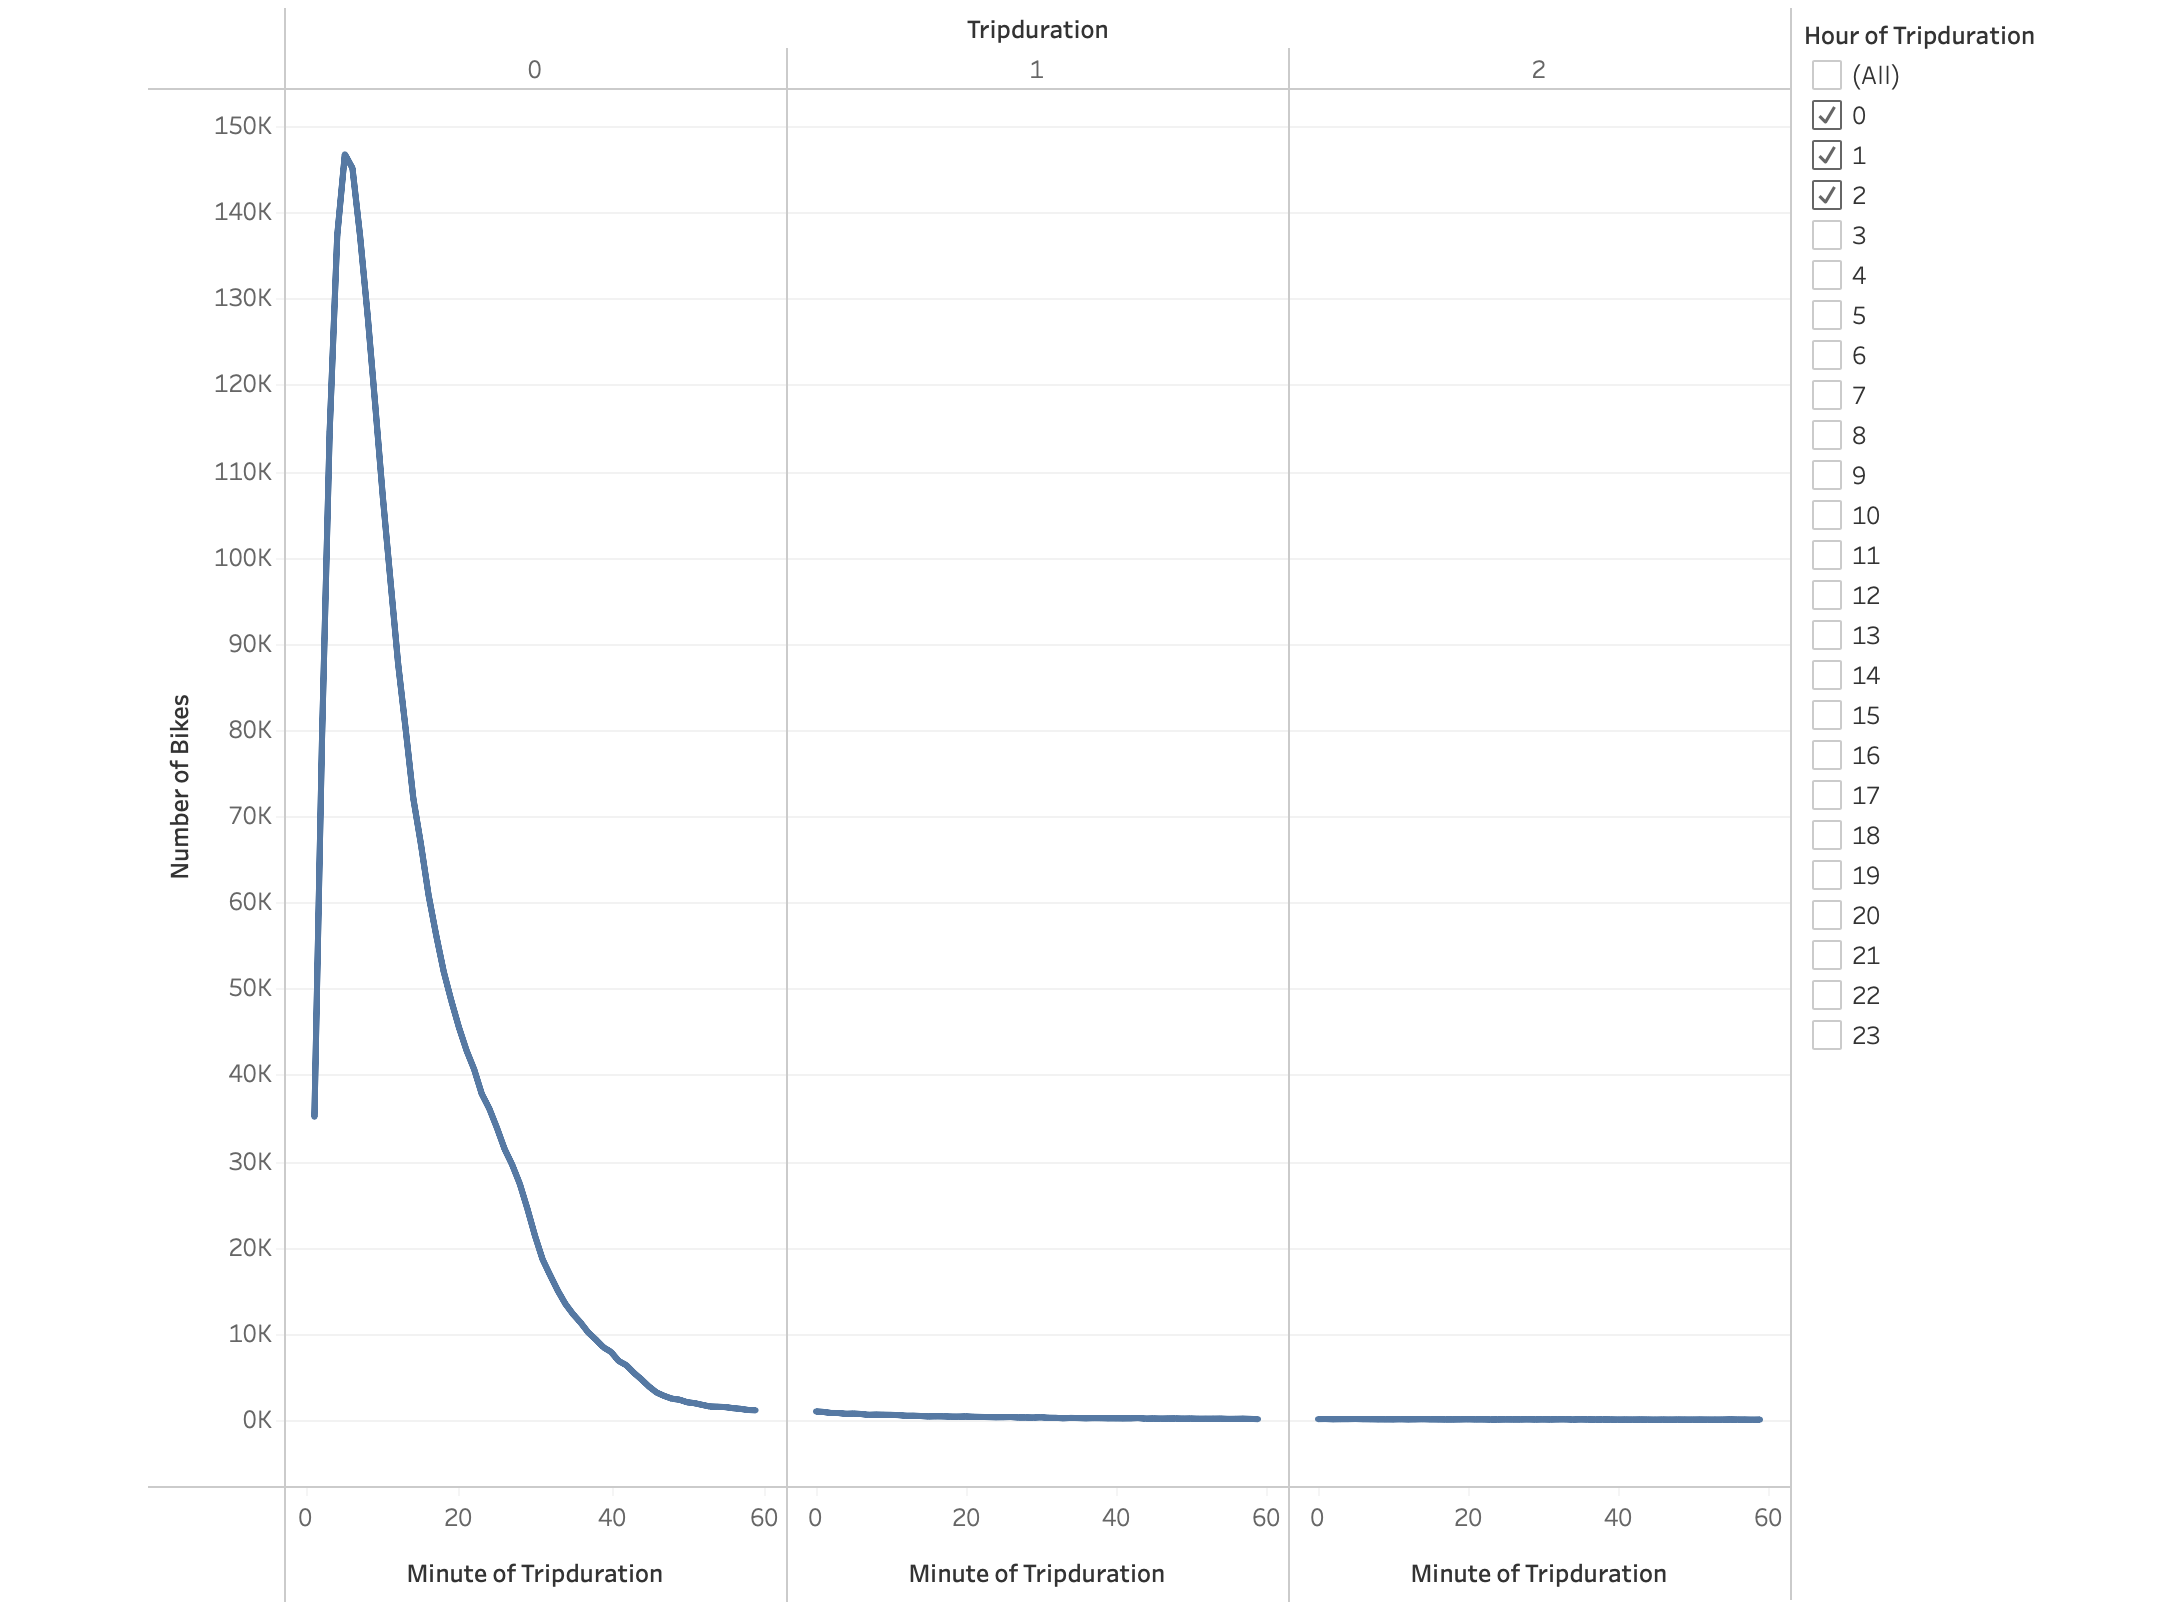 Tripduration
0 1 2
150K
140K
130K
120K
110K
100K
90K
80K
70K
60K
50K
40K
30K
20K
10K
0K
Number of Bikes
0 20 40 60 0 20 40 60 0 20 40 60
Minute of Tripduration Minute of Tripduration Minute of Tripduration
Hour of Tripduration
(All)
0
1
2
3
4
5
6
7
8
9
10
11
12
13
14
15
16
17
18
19
20
21
22
23